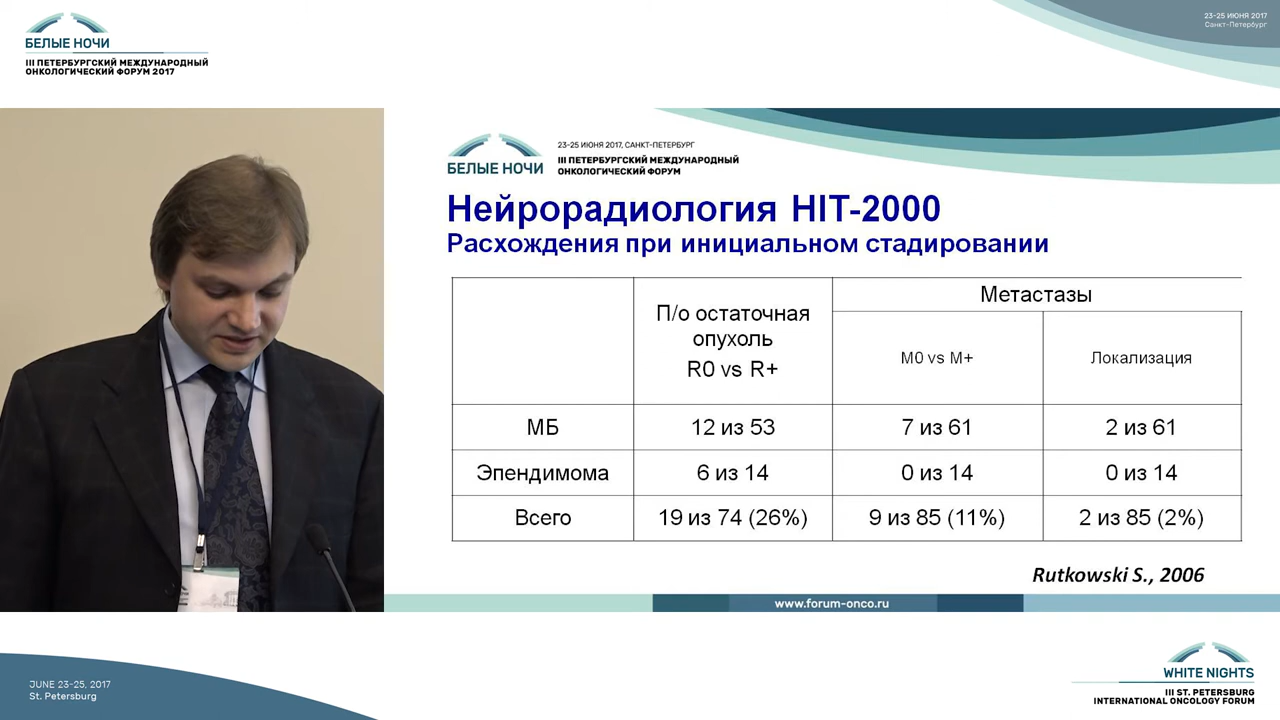 БЕЛЫЕ НОЧИ
III ПЕТЕРБУРГСКИЙ МЕЖДУНАРОДНЫЙ
ОНКОЛОГИЧЕСКИЙ ФОРУМ 2017
23-25 ИЮНЯ 2017
Санкт-Петербург
БЕЛЫЕ НОЧИ
23-25 ИЮНЯ 2017, САНКТ-ПЕТЕРБУРГ
III ПЕТЕРБУРГСКИЙ МЕЖДУНАРОДНЫЙ
ОНКОЛОГИЧЕСКИЙ ФОРУМ
Нейрорадиология HIT-2000
Расхождения при инициальном стадировании
П/о остаточная
опухоль
R0 vs R+
Метастазы
M0 vs M+
Локализация
МБ
12 из 53
7 из 61
2 из 61
Эпендимома
6 из 14
0 из 14
0 из 14
Всего
19 из 74 (26%)
9 из 85 (11%)
2 из 85 (2%)
Rutkowski S., 2006
www.forum-onco.ru
JUNE 23-25, 2017
St. Petersburg
WHITE NIGHTS
III ST. PETERSBURG
INTERNATIONAL ONCOLOGY FORUM